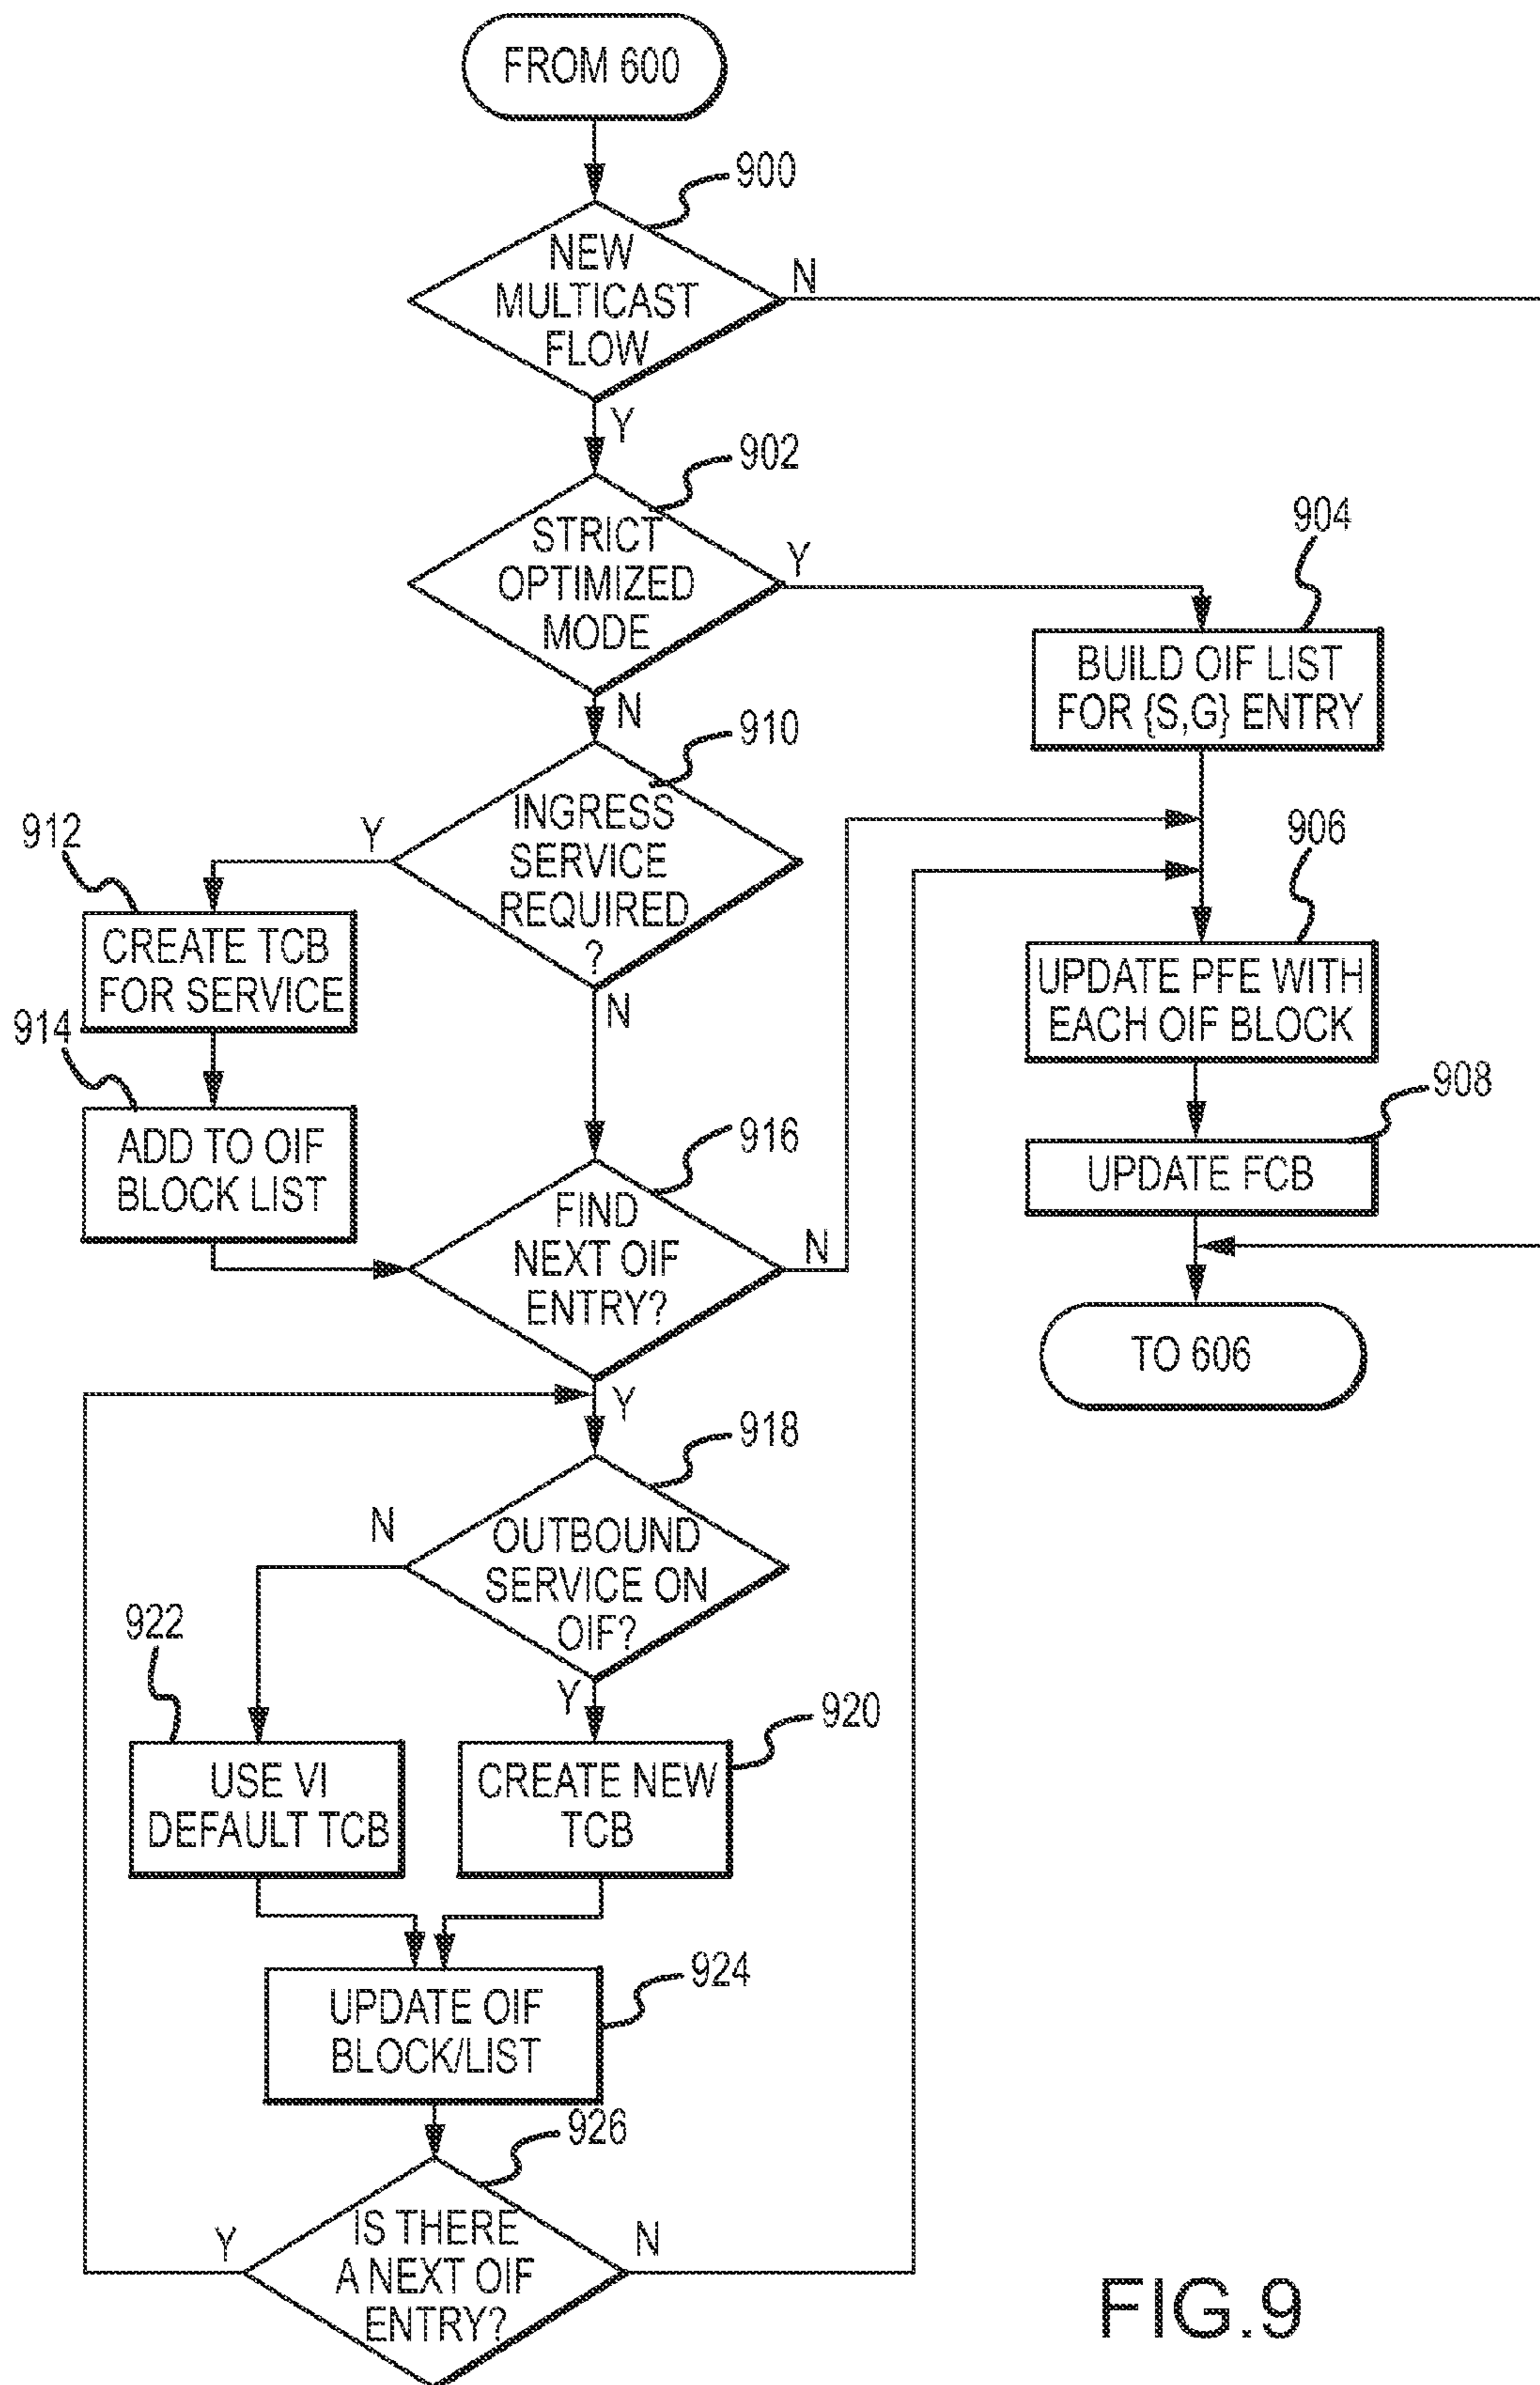 FROM 600
900
NEW
MULTICAST
FLOW
N
Y
902
STRICT
OPTIMIZED
MODE
Y
N
904
BUILD OIF LIST
FOR {S,G} ENTRY
910
INGRESS
SERVICE
REQUIRED
?
Y
N
912
CREATE TCB
FOR SERVICE
914
ADD TO OIF
BLOCK LIST
906
UPDATE PFE WITH
EACH OIF BLOCK
908
UPDATE FCB
916
FIND
NEXT OIF
ENTRY?
N
Y
TO 606
918
OUTBOUND
SERVICE ON
OIF?
N
Y
922
USE VI
DEFAULT TCB
920
CREATE NEW
TCB
924
UPDATE OIF
BLOCK/LIST
926
IS THERE
A NEXT OIF
ENTRY?
Y
N
FIG.9